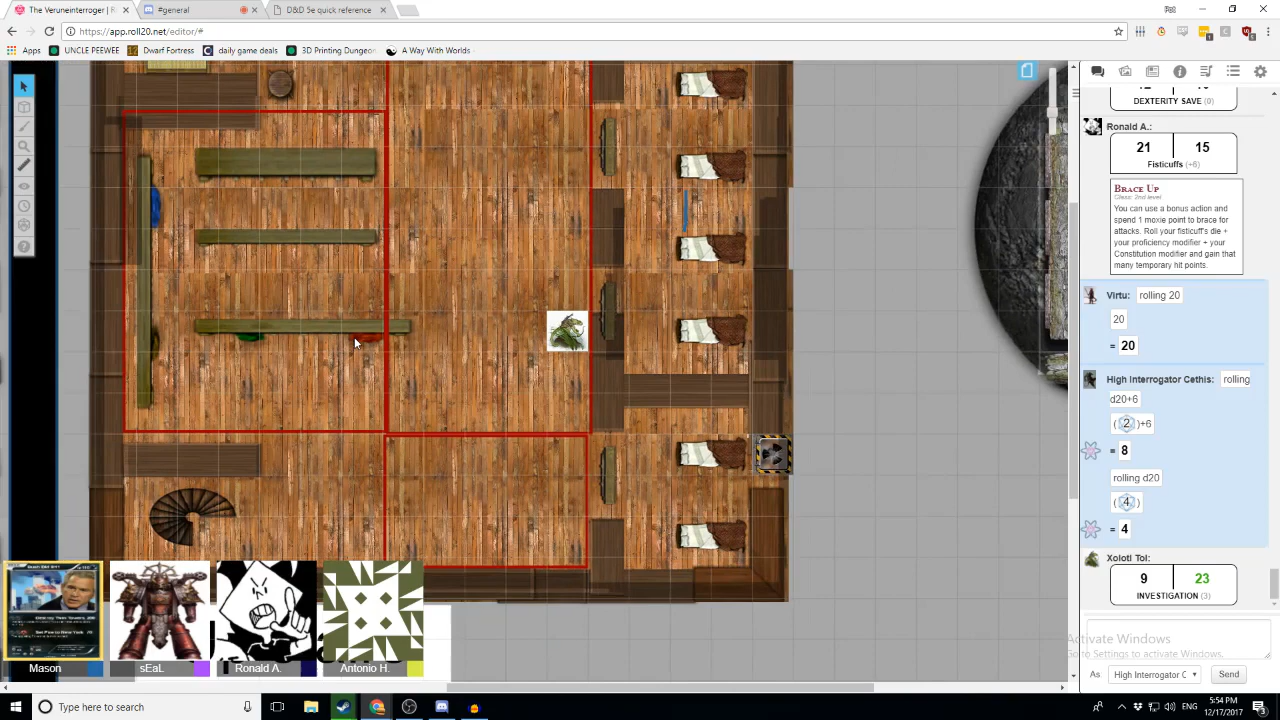 The Veruneinterroger | R
#general
D&D 5e quick reference
https://app.roll20.net/editor/#
Apps
UNCLE PEEWEE
Dwarf Fortress
daily game deals
3D Printing Dungeon
A Way With Worlds
DEXTERITY SAVE (0)
Ronald A.:
21 15
Fisticuffs (+6)
Brace Up
Class: 2nd level
You can use a bonus action and
spend 1 moxie point to brace for
attacks. Roll your fisticuff's die +
your proficiency modifier + your
Constitution modifier and gain that
many temporary hit points.
Virtu: rolling 20
20
= 20
High Interrogator Cethis: rolling
d20+6
(2)+6
= 8
rolling d20
(4)
= 4
Xoloti Tol:
9 23
INVESTIGATION (3)
Activate Windows
Go to Settings to activate Windows.
As High Interrogator C Send
Mason
sEaL
Ronald A.
Antonio H.
Type here to search
ENG
5:54 PM
12/17/2017